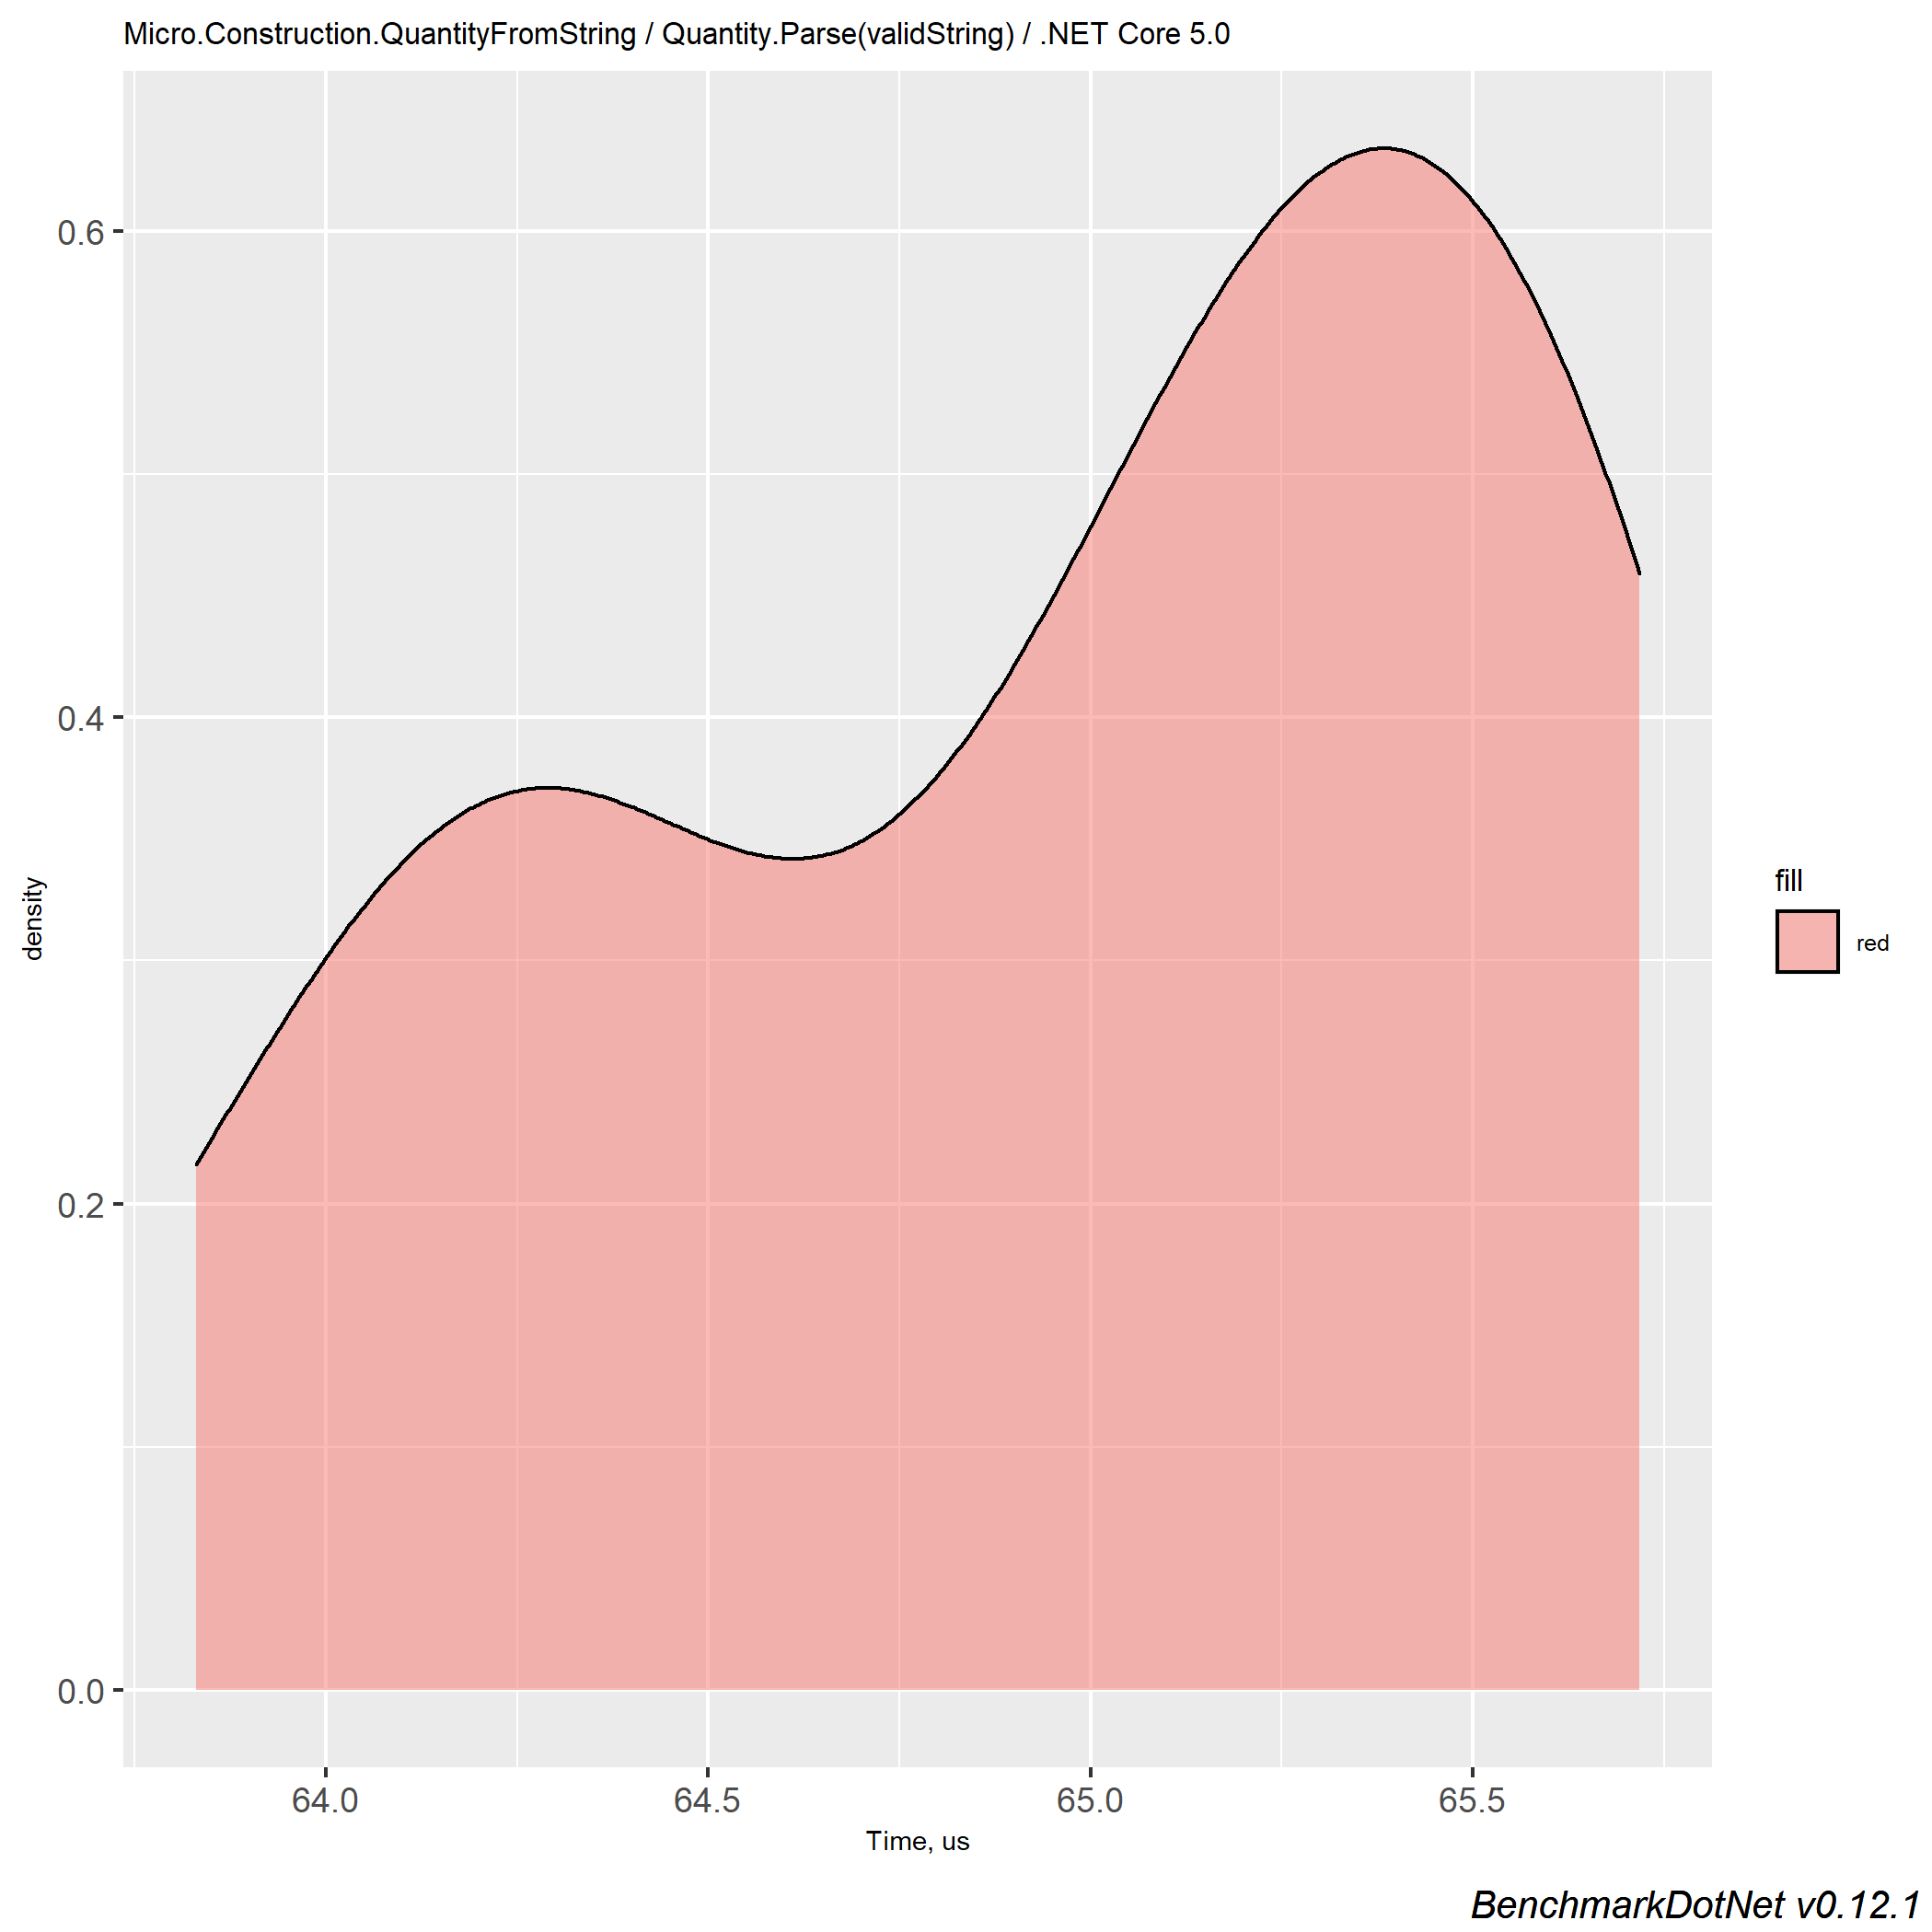 Micro.Construction.QuantityFromString / Quantity.Parse(validString) / .NET Core 5.0
0.6
0.4
0.2
0.0
density
64.0 64.5 65.0 65.5
Time, us
fill
red
BenchmarkDotNet v0.12.1